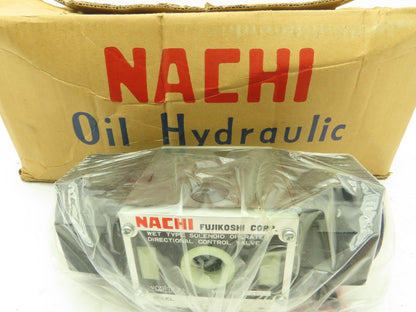 NACHI
Oil Hydraulic
NACHI FUJIKOSHI CORP.
WET TYPE SOLENOID OPERATED
DIRECTIONAL CONTROL VALVE